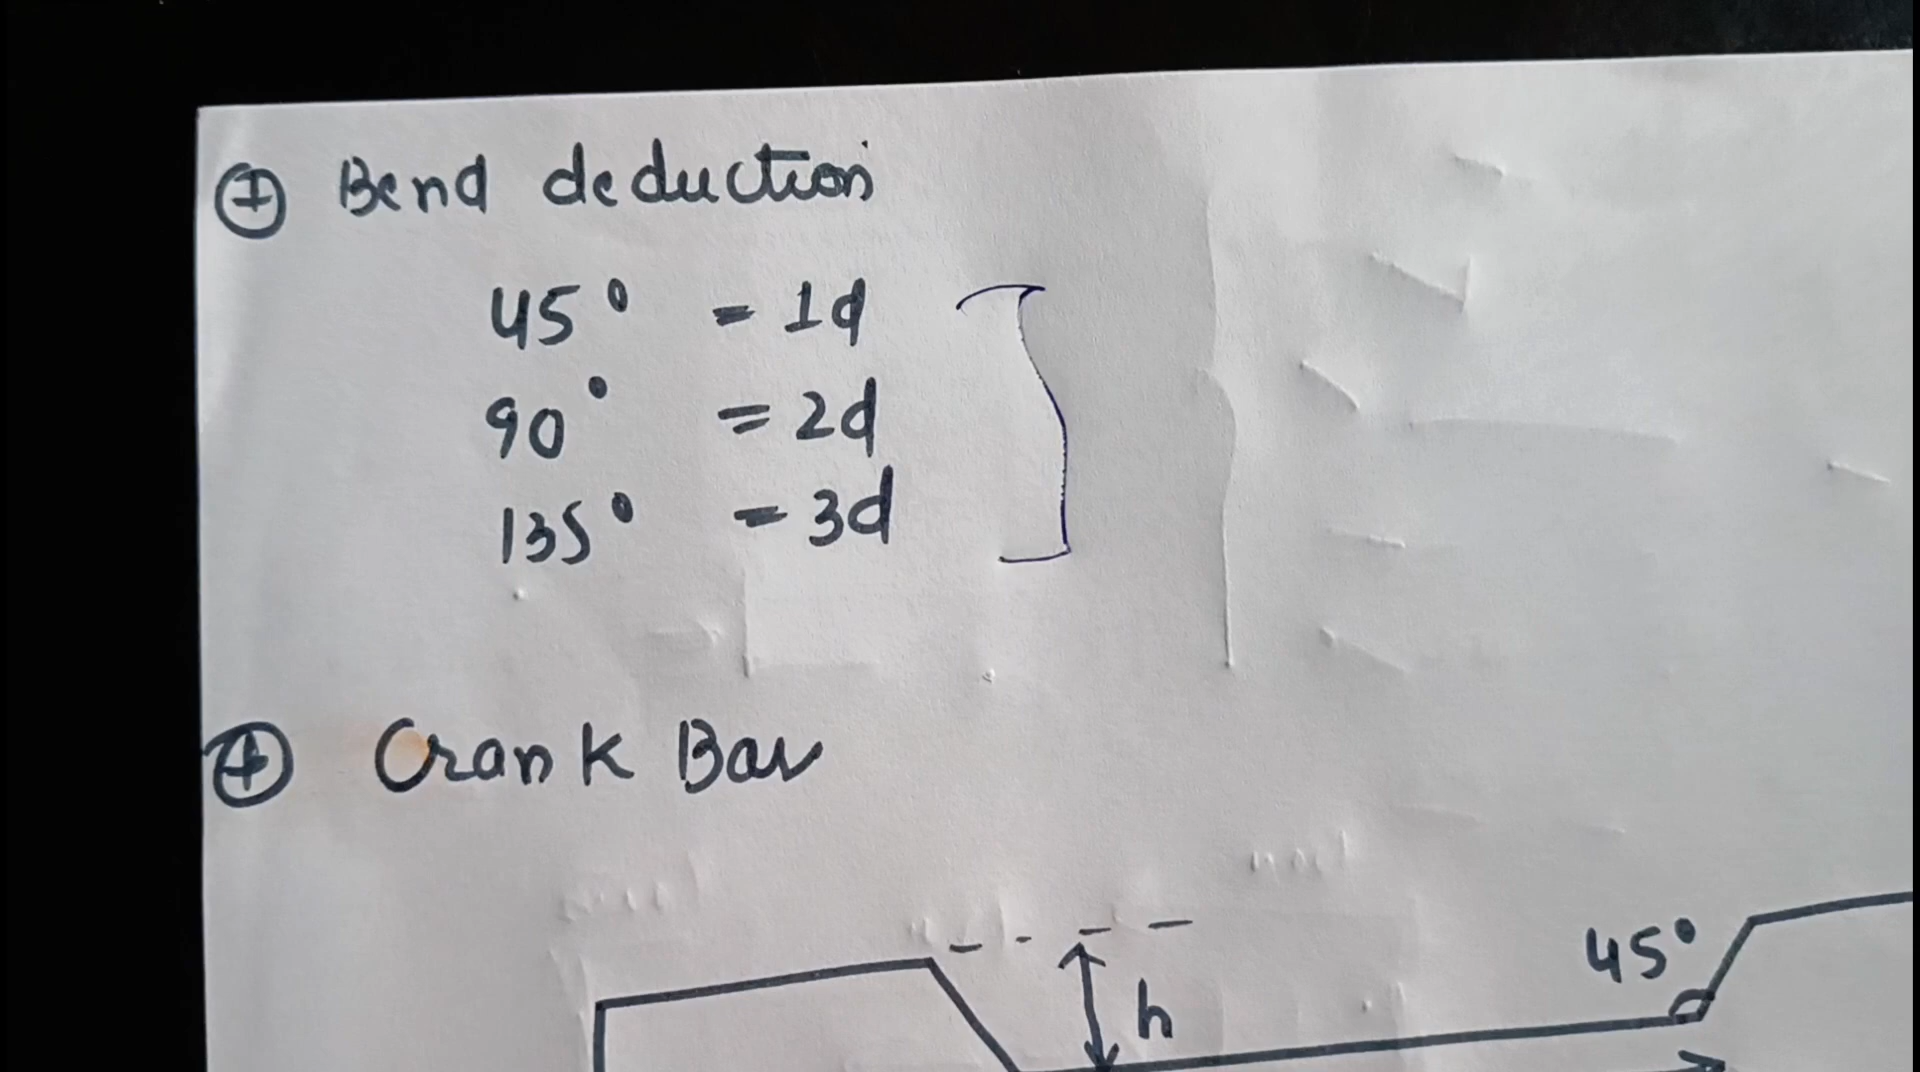 Bend deduction
45° = 1d
90° = 2d
135° = 3d
Crank Bar
45°
h